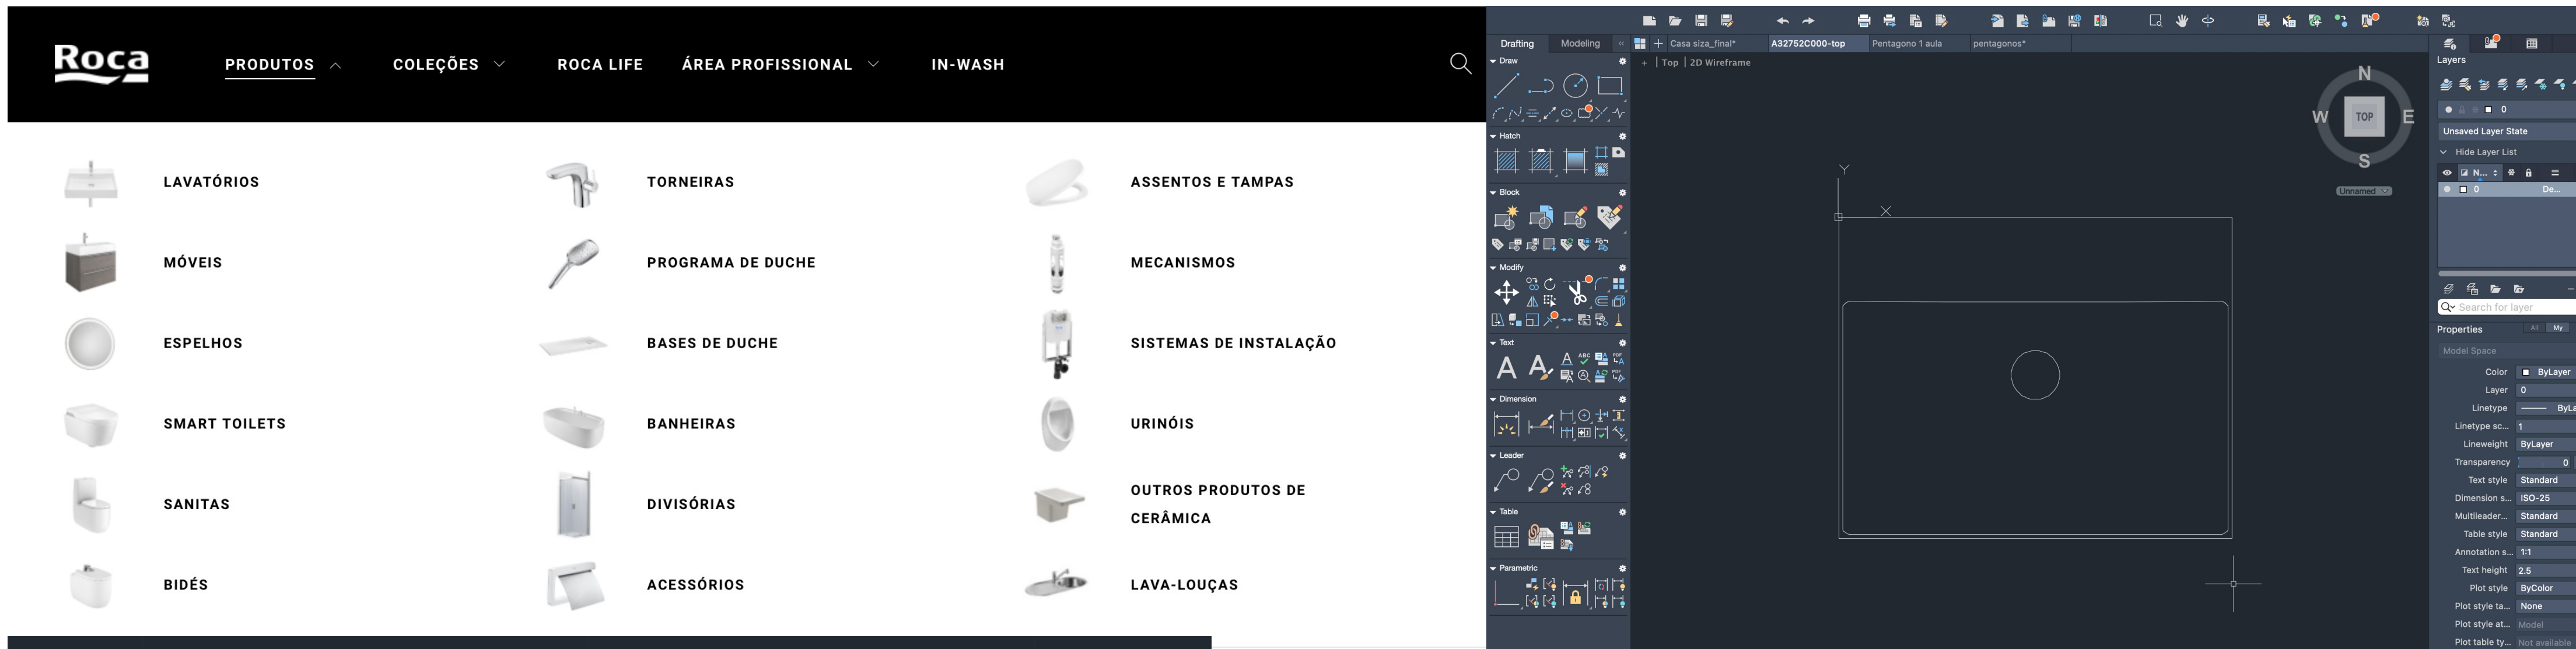 Roca
PRODUTOS
COLEÇÕES
ROCA LIFE
ÁREA PROFISSIONAL
IN-WASH
LAVATÓRIOS
TORNEIRAS
ASSENTOS E TAMPAS
MÓVEIS
PROGRAMA DE DUCHE
MECANISMOS
ESPELHOS
BASES DE DUCHE
SISTEMAS DE INSTALAÇÃO
SMART TOILETS
BANHEIRAS
URINÓIS
SANITAS
DIVISÓRIAS
OUTROS PRODUTOS DE
CERÂMICA
BIDÉS
ACESSÓRIOS
LAVA-LOUÇAS
Drafting
Modeling
Casa siza_final*
A32752C000-top
Pentagono 1 aula
pentagonos*
+ | Top | 2D Wireframe
Draw
Hatch
Block
Modify
Text
Dimension
Leader
Table
Parametric
Y
X
N
W
TOP
E
S
Unnamed
Layers
0
Unsaved Layer State
Hide Layer List
N...
0 De...
Search for layer
Properties
All My
Model Space
Color ByLayer
Layer 0
Linetype ByLa
Linetype sc... 1
Lineweight ByLayer
Transparency 0
Text style Standard
Dimension s... ISO-25
Multileader... Standard
Table style Standard
Annotation s... 1:1
Text height 2.5
Plot style ByColor
Plot style ta... None
Plot style at... Model
Plot table ty... Not available